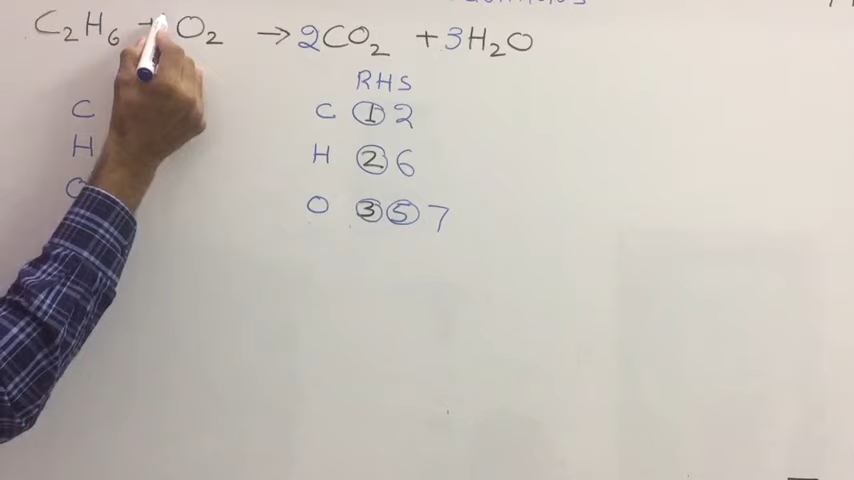 C₂H₆ + O₂ → 2CO₂ + 3H₂O
RHS
C C 1 2
H H 2 6
O O 3 5 7